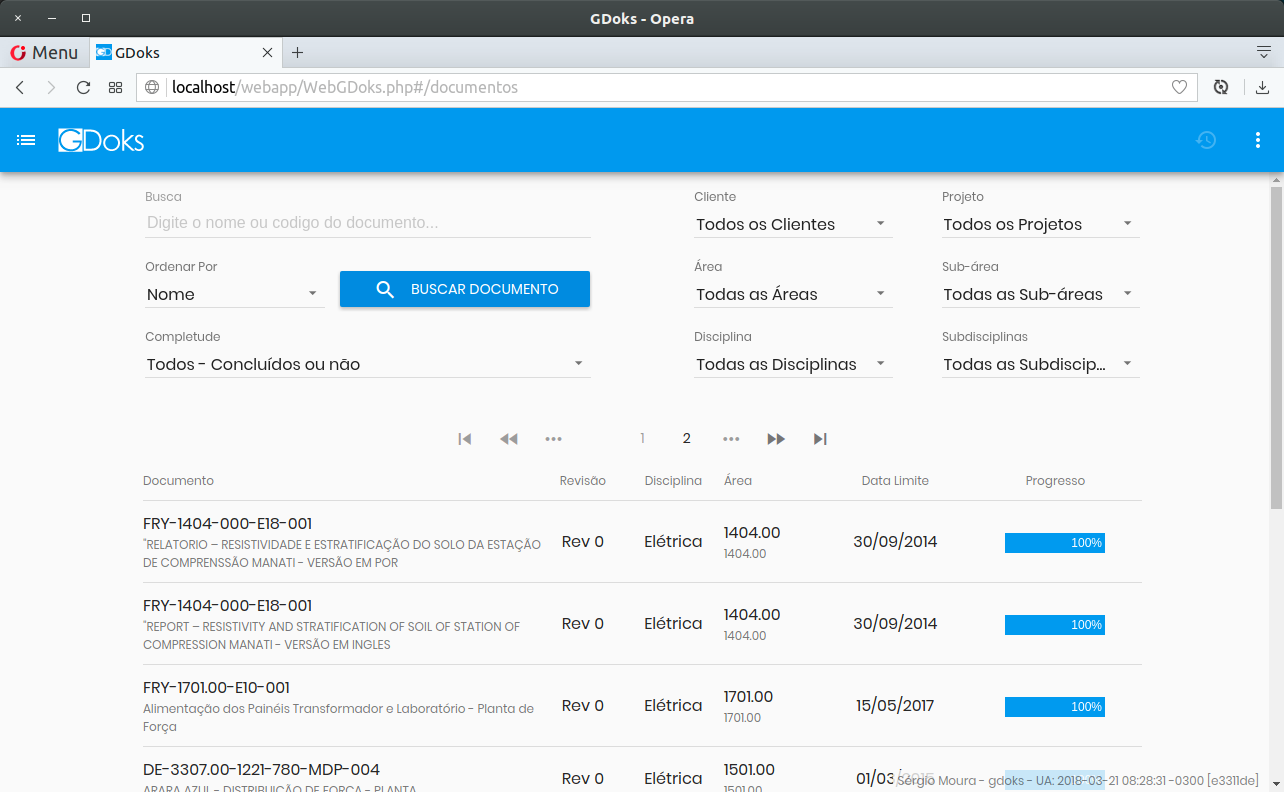 GDoks - Opera
Menu
GDoks
localhost/webapp/WebGDoks.php#/documentos
GDoks
Busca
Digite o nome ou codigo do documento...
Cliente
Todos os Clientes
Projeto
Todos os Projetos
Ordenar Por
Nome
BUSCAR DOCUMENTO
Área
Todas as Áreas
Sub-área
Todas as Sub-áreas
Completude
Todos - Concluídos ou não
Disciplina
Todas as Disciplinas
Subdisciplinas
Todas as Subdiscip...
1 2
Documento Revisão Disciplina Área Data Limite Progresso
FRY-1404-000-E18-001
"RELATORIO – RESISTIVIDADE E ESTRATIFICAÇÃO DO SOLO DA ESTAÇÃO
DE COMPRENSSÃO MANATI - VERSÃO EM POR
Rev 0
Elétrica
1404.00
1404.00
30/09/2014
100%
FRY-1404-000-E18-001
"REPORT – RESISTIVITY AND STRATIFICATION OF SOIL OF STATION OF
COMPRESSION MANATI - VERSÃO EM INGLES
Rev 0
Elétrica
1404.00
1404.00
30/09/2014
100%
FRY-1701.00-E10-001
Alimentação dos Painéis Transformador e Laboratório - Planta de
Força
Rev 0
Elétrica
1701.00
1701.00
15/05/2017
100%
DE-3307.00-1221-780-MDP-004
ARARA AZUL - DISTRIBUIÇÃO DE FORÇA - PLANTA
Rev 0
Elétrica
1501.00
1501.00
01/03
Sérgio Moura - gdoks - UA: 2018-03-21 08:28:31 -0300 [e3311de]